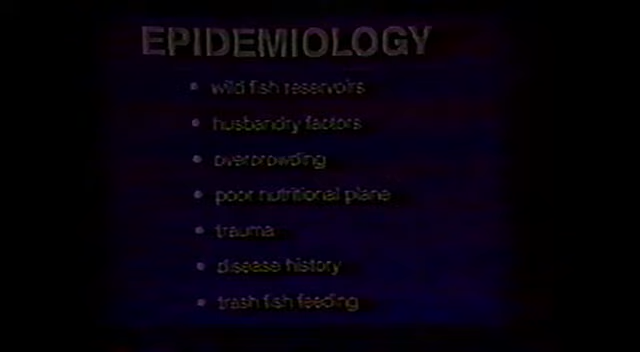 EPIDEMIOLOGY
• wild fish reservoirs
• husbandry factors
• overcrowding
• poor nutritional plane
• trauma
• disease history
• trash fish feeding